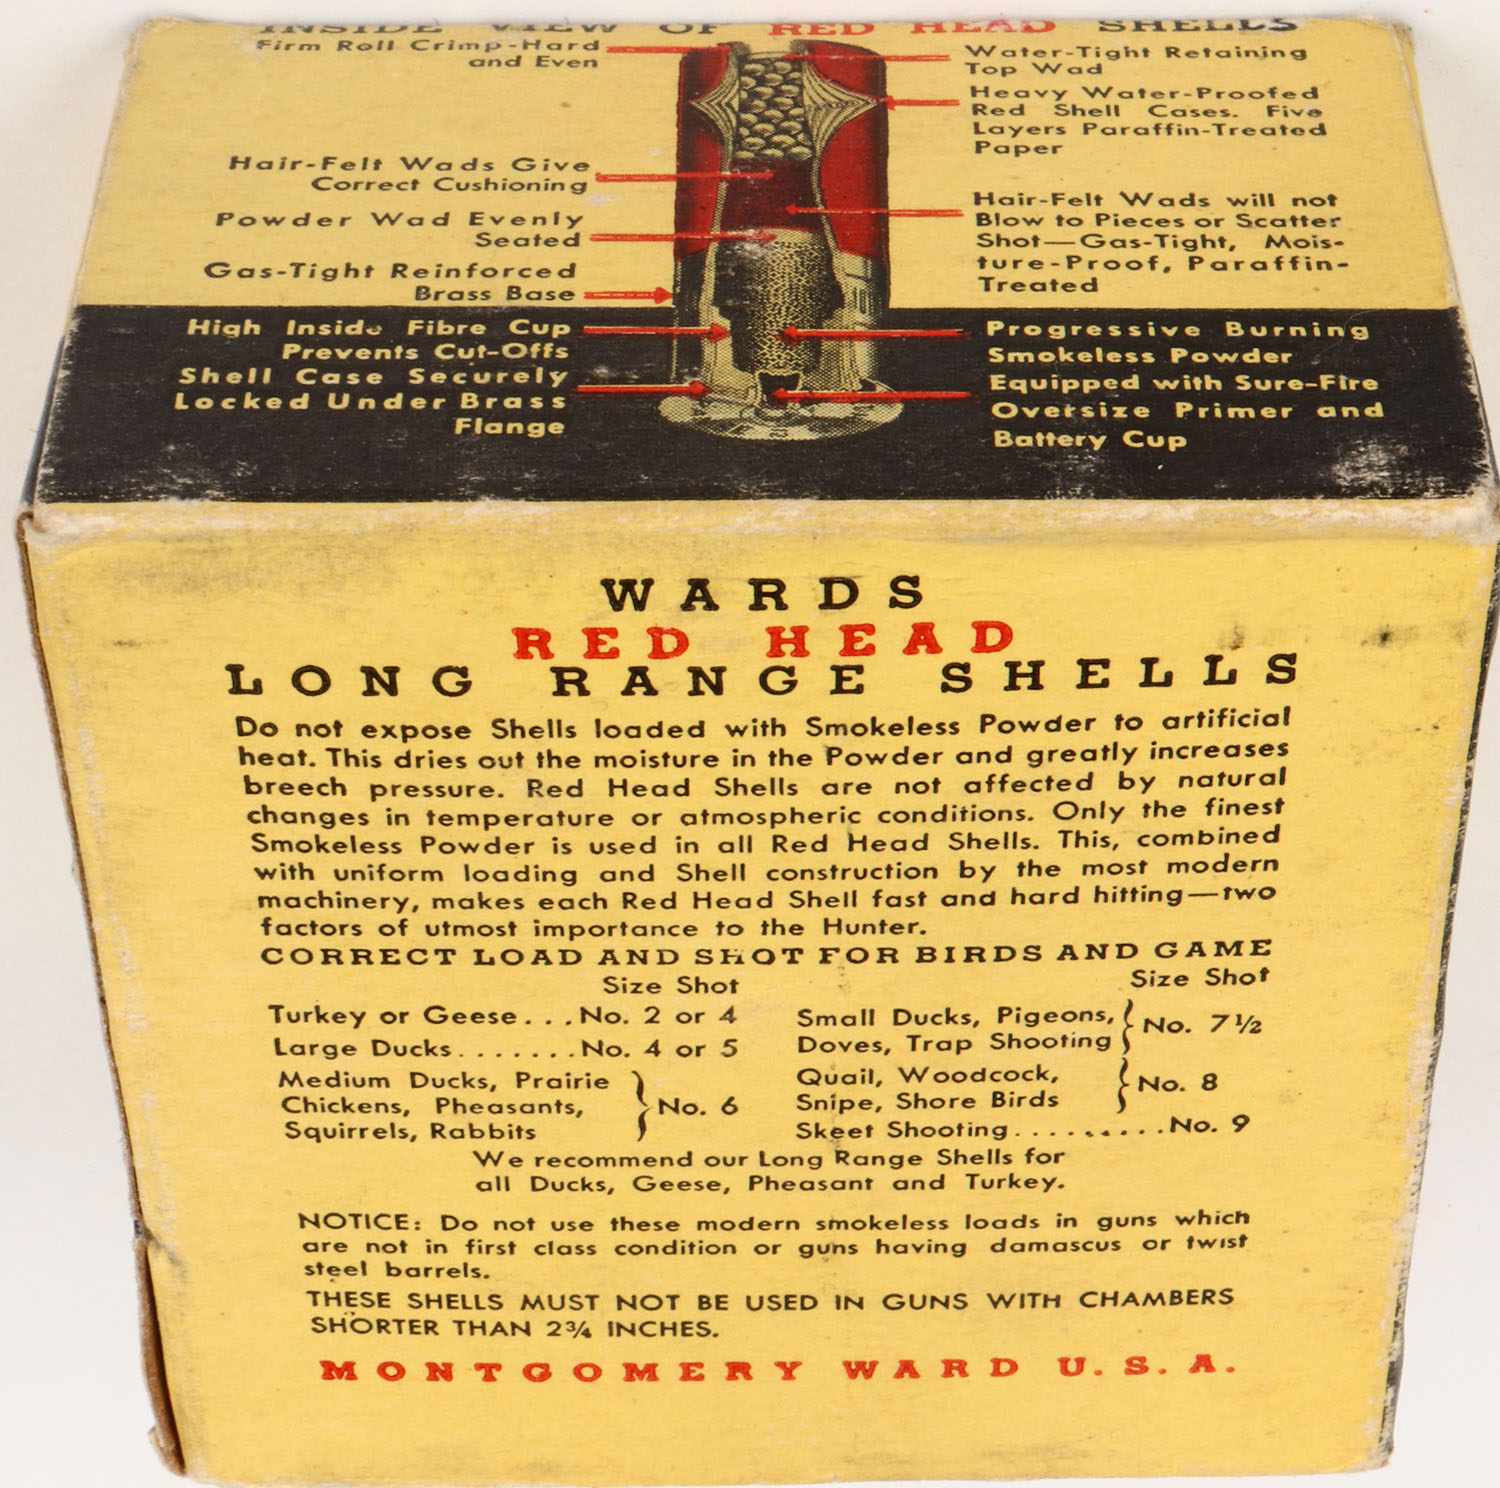 INSIDE VIEW OF RED HEAD SHELLS
Firm Roll Crimp-Hard
and Even
Hair-Felt Wads Give
Correct Cushioning
Powder Wad Evenly
Seated
Gas-Tight Reinforced
Brass Base
High Inside Fibre Cup
Prevents Cut-Offs
Shell Case Securely
Locked Under Brass
Flange
Water-Tight Retaining
Top Wad
Heavy Water-Proofed
Red Shell Cases. Five
Layers Paraffin-Treated
Paper
Hair-Felt Wads will not
Blow to Pieces or Scatter
Shot—Gas-Tight, Mois-
ture-Proof, Paraffin-
Treated
Progressive Burning
Smokeless Powder
Equipped with Sure-Fire
Oversize Primer and
Battery Cup
WARDS
RED HEAD
LONG RANGE SHELLS
Do not expose Shells loaded with Smokeless Powder to artificial
heat. This dries out the moisture in the Powder and greatly increases
breech pressure. Red Head Shells are not affected by natural
changes in temperature or atmospheric conditions. Only the finest
Smokeless Powder is used in all Red Head Shells. This, combined
with uniform loading and Shell construction by the most modern
machinery, makes each Red Head Shell fast and hard hitting—two
factors of utmost importance to the Hunter.
CORRECT LOAD AND SHOT FOR BIRDS AND GAME
Size Shot
Turkey or Geese...No. 2 or 4
Large Ducks.......No. 4 or 5
Medium Ducks, Prairie
Chickens, Pheasants, } No. 6
Squirrels, Rabbits
Size Shot
Small Ducks, Pigeons, } No. 7½
Doves, Trap Shooting
Quail, Woodcock, } No. 8
Snipe, Shore Birds
Skeet Shooting..........No. 9
We recommend our Long Range Shells for
all Ducks, Geese, Pheasant and Turkey.
NOTICE: Do not use these modern smokeless loads in guns which
are not in first class condition or guns having damascus or twist
steel barrels.
THESE SHELLS MUST NOT BE USED IN GUNS WITH CHAMBERS
SHORTER THAN 2¾ INCHES.
MONTGOMERY WARD U.S.A.